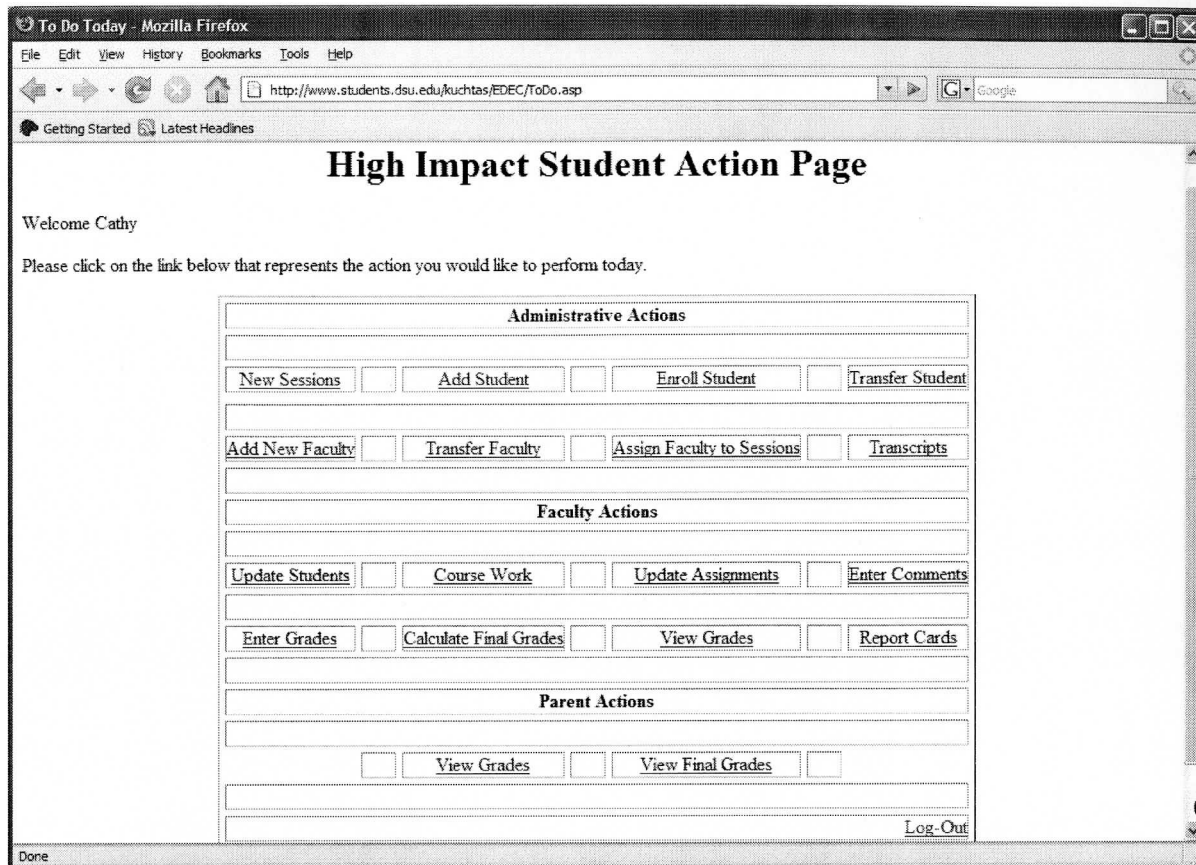 To Do Today - Mozilla Firefox
File Edit View History Bookmarks Tools Help
http://www.students.dsu.edu/kuchtas/EDEC/ToDo.asp G Google
Getting Started Latest Headlines
High Impact Student Action Page
Welcome Cathy
Please click on the link below that represents the action you would like to perform today.
Administrative Actions
New Sessions Add Student Enroll Student Transfer Student
Add New Faculty Transfer Faculty Assign Faculty to Sessions Transcripts
Faculty Actions
Update Students Course Work Update Assignments Enter Comments
Enter Grades Calculate Final Grades View Grades Report Cards
Parent Actions
View Grades View Final Grades
Log-Out
Done